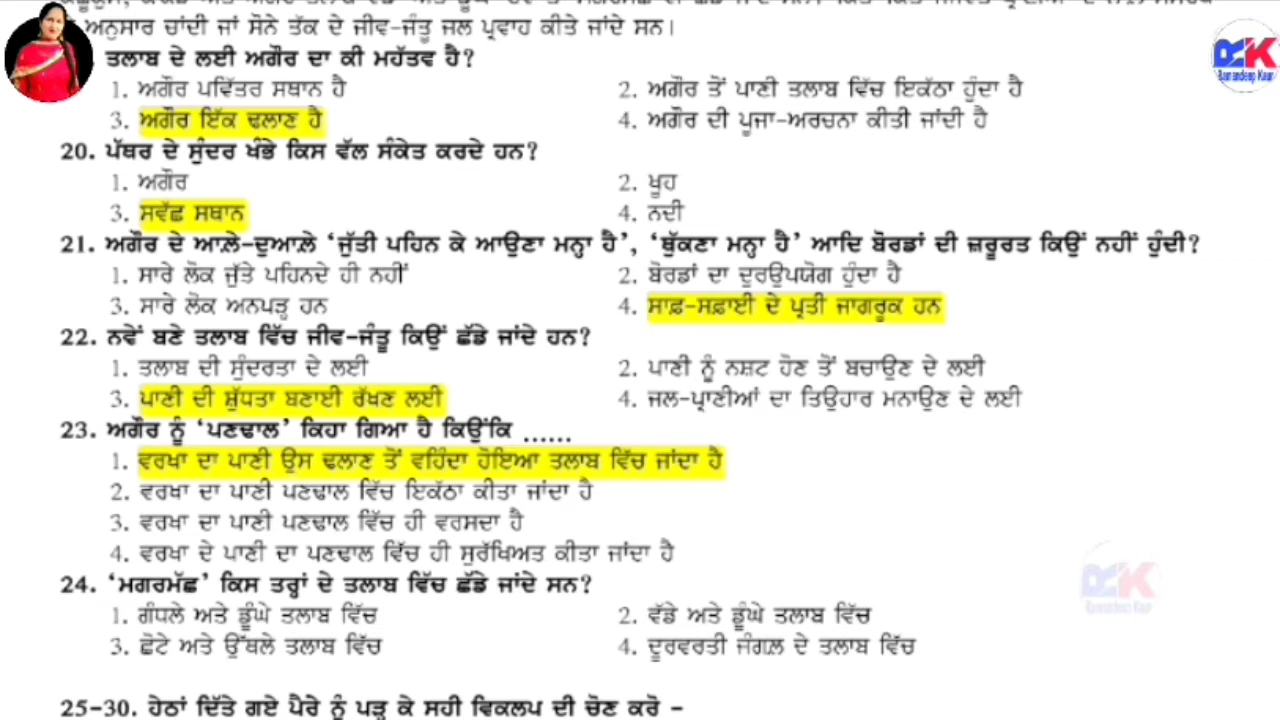 ਅਨੁਸਾਰ ਚਾਂਦੀ ਜਾਂ ਸੋਨੇ ਤੱਕ ਦੇ ਜੀਵ-ਜੰਤੂ ਜਲ ਪ੍ਰਵਾਹ ਕੀਤੇ ਜਾਂਦੇ ਸਨ।
ਤਲਾਬ ਦੇ ਲਈ ਅਗੌਰ ਦਾ ਕੀ ਮਹੱਤਵ ਹੈ?
1. ਅਗੌਰ ਪਵਿੱਤਰ ਸਥਾਨ ਹੈ 2. ਅਗੌਰ ਤੋਂ ਪਾਣੀ ਤਲਾਬ ਵਿੱਚ ਇਕੱਠਾ ਹੁੰਦਾ ਹੈ
3. ਅਗੌਰ ਇੱਕ ਢਲਾਣ ਹੈ 4. ਅਗੌਰ ਦੀ ਪੂਜਾ-ਅਰਚਨਾ ਕੀਤੀ ਜਾਂਦੀ ਹੈ
20. ਪੱਥਰ ਦੇ ਸੁੰਦਰ ਖੰਭੇ ਕਿਸ ਵੱਲ ਸੰਕੇਤ ਕਰਦੇ ਹਨ?
1. ਅਗੌਰ 2. ਖੂਹ
3. ਸਵੱਛ ਸਥਾਨ 4. ਨਦੀ
21. ਅਗੌਰ ਦੇ ਆਲ਼ੇ-ਦੁਆਲ਼ੇ ‘ਜੁੱਤੀ ਪਹਿਨ ਕੇ ਆਉਣਾ ਮਨ੍ਹਾ ਹੈ’, ‘ਥੁੱਕਣਾ ਮਨ੍ਹਾ ਹੈ’ ਆਦਿ ਬੋਰਡਾਂ ਦੀ ਜ਼ਰੂਰਤ ਕਿਉਂ ਨਹੀਂ ਹੁੰਦੀ?
1. ਸਾਰੇ ਲੋਕ ਜੁੱਤੇ ਪਹਿਨਦੇ ਹੀ ਨਹੀਂ 2. ਬੋਰਡਾਂ ਦਾ ਦੁਰਉਪਯੋਗ ਹੁੰਦਾ ਹੈ
3. ਸਾਰੇ ਲੋਕ ਅਨਪੜ੍ਹ ਹਨ 4. ਸਾਫ਼-ਸਫ਼ਾਈ ਦੇ ਪ੍ਰਤੀ ਜਾਗਰੂਕ ਹਨ
22. ਨਵੇਂ ਬਣੇ ਤਲਾਬ ਵਿੱਚ ਜੀਵ-ਜੰਤੂ ਕਿਉਂ ਛੱਡੇ ਜਾਂਦੇ ਹਨ?
1. ਤਲਾਬ ਦੀ ਸੁੰਦਰਤਾ ਦੇ ਲਈ 2. ਪਾਣੀ ਨੂੰ ਨਸ਼ਟ ਹੋਣ ਤੋਂ ਬਚਾਉਣ ਦੇ ਲਈ
3. ਪਾਣੀ ਦੀ ਸ਼ੁੱਧਤਾ ਬਣਾਈ ਰੱਖਣ ਲਈ 4. ਜਲ-ਪ੍ਰਾਣੀਆਂ ਦਾ ਤਿਉਹਾਰ ਮਨਾਉਣ ਦੇ ਲਈ
23. ਅਗੌਰ ਨੂੰ ‘ਪਣਢਾਲ’ ਕਿਹਾ ਗਿਆ ਹੈ ਕਿਉਂਕਿ ......
1. ਵਰਖਾ ਦਾ ਪਾਣੀ ਉਸ ਢਲਾਣ ਤੋਂ ਵਹਿੰਦਾ ਹੋਇਆ ਤਲਾਬ ਵਿੱਚ ਜਾਂਦਾ ਹੈ
2. ਵਰਖਾ ਦਾ ਪਾਣੀ ਪਣਢਾਲ ਵਿੱਚ ਇਕੱਠਾ ਕੀਤਾ ਜਾਂਦਾ ਹੈ
3. ਵਰਖਾ ਦਾ ਪਾਣੀ ਪਣਢਾਲ ਵਿੱਚ ਹੀ ਵਰਸਦਾ ਹੈ
4. ਵਰਖਾ ਦੇ ਪਾਣੀ ਦਾ ਪਣਢਾਲ ਵਿੱਚ ਹੀ ਸੁਰੱਖਿਅਤ ਕੀਤਾ ਜਾਂਦਾ ਹੈ
24. ‘ਮਗਰਮੱਛ’ ਕਿਸ ਤਰ੍ਹਾਂ ਦੇ ਤਲਾਬ ਵਿੱਚ ਛੱਡੇ ਜਾਂਦੇ ਸਨ?
1. ਗੰਧਲੇ ਅਤੇ ਡੂੰਘੇ ਤਲਾਬ ਵਿੱਚ 2. ਵੱਡੇ ਅਤੇ ਡੂੰਘੇ ਤਲਾਬ ਵਿੱਚ
3. ਛੋਟੇ ਅਤੇ ਉੱਥਲੇ ਤਲਾਬ ਵਿੱਚ 4. ਦੂਰਵਰਤੀ ਜੰਗਲ਼ ਦੇ ਤਲਾਬ ਵਿੱਚ
25-30. ਹੇਠਾਂ ਦਿੱਤੇ ਗਏ ਪੈਰੇ ਨੂੰ ਪੜ੍ਹ ਕੇ ਸਹੀ ਵਿਕਲਪ ਦੀ ਚੋਣ ਕਰੋ -
RK
Ramandeep Kaur
RK
Ramandeep Kaur